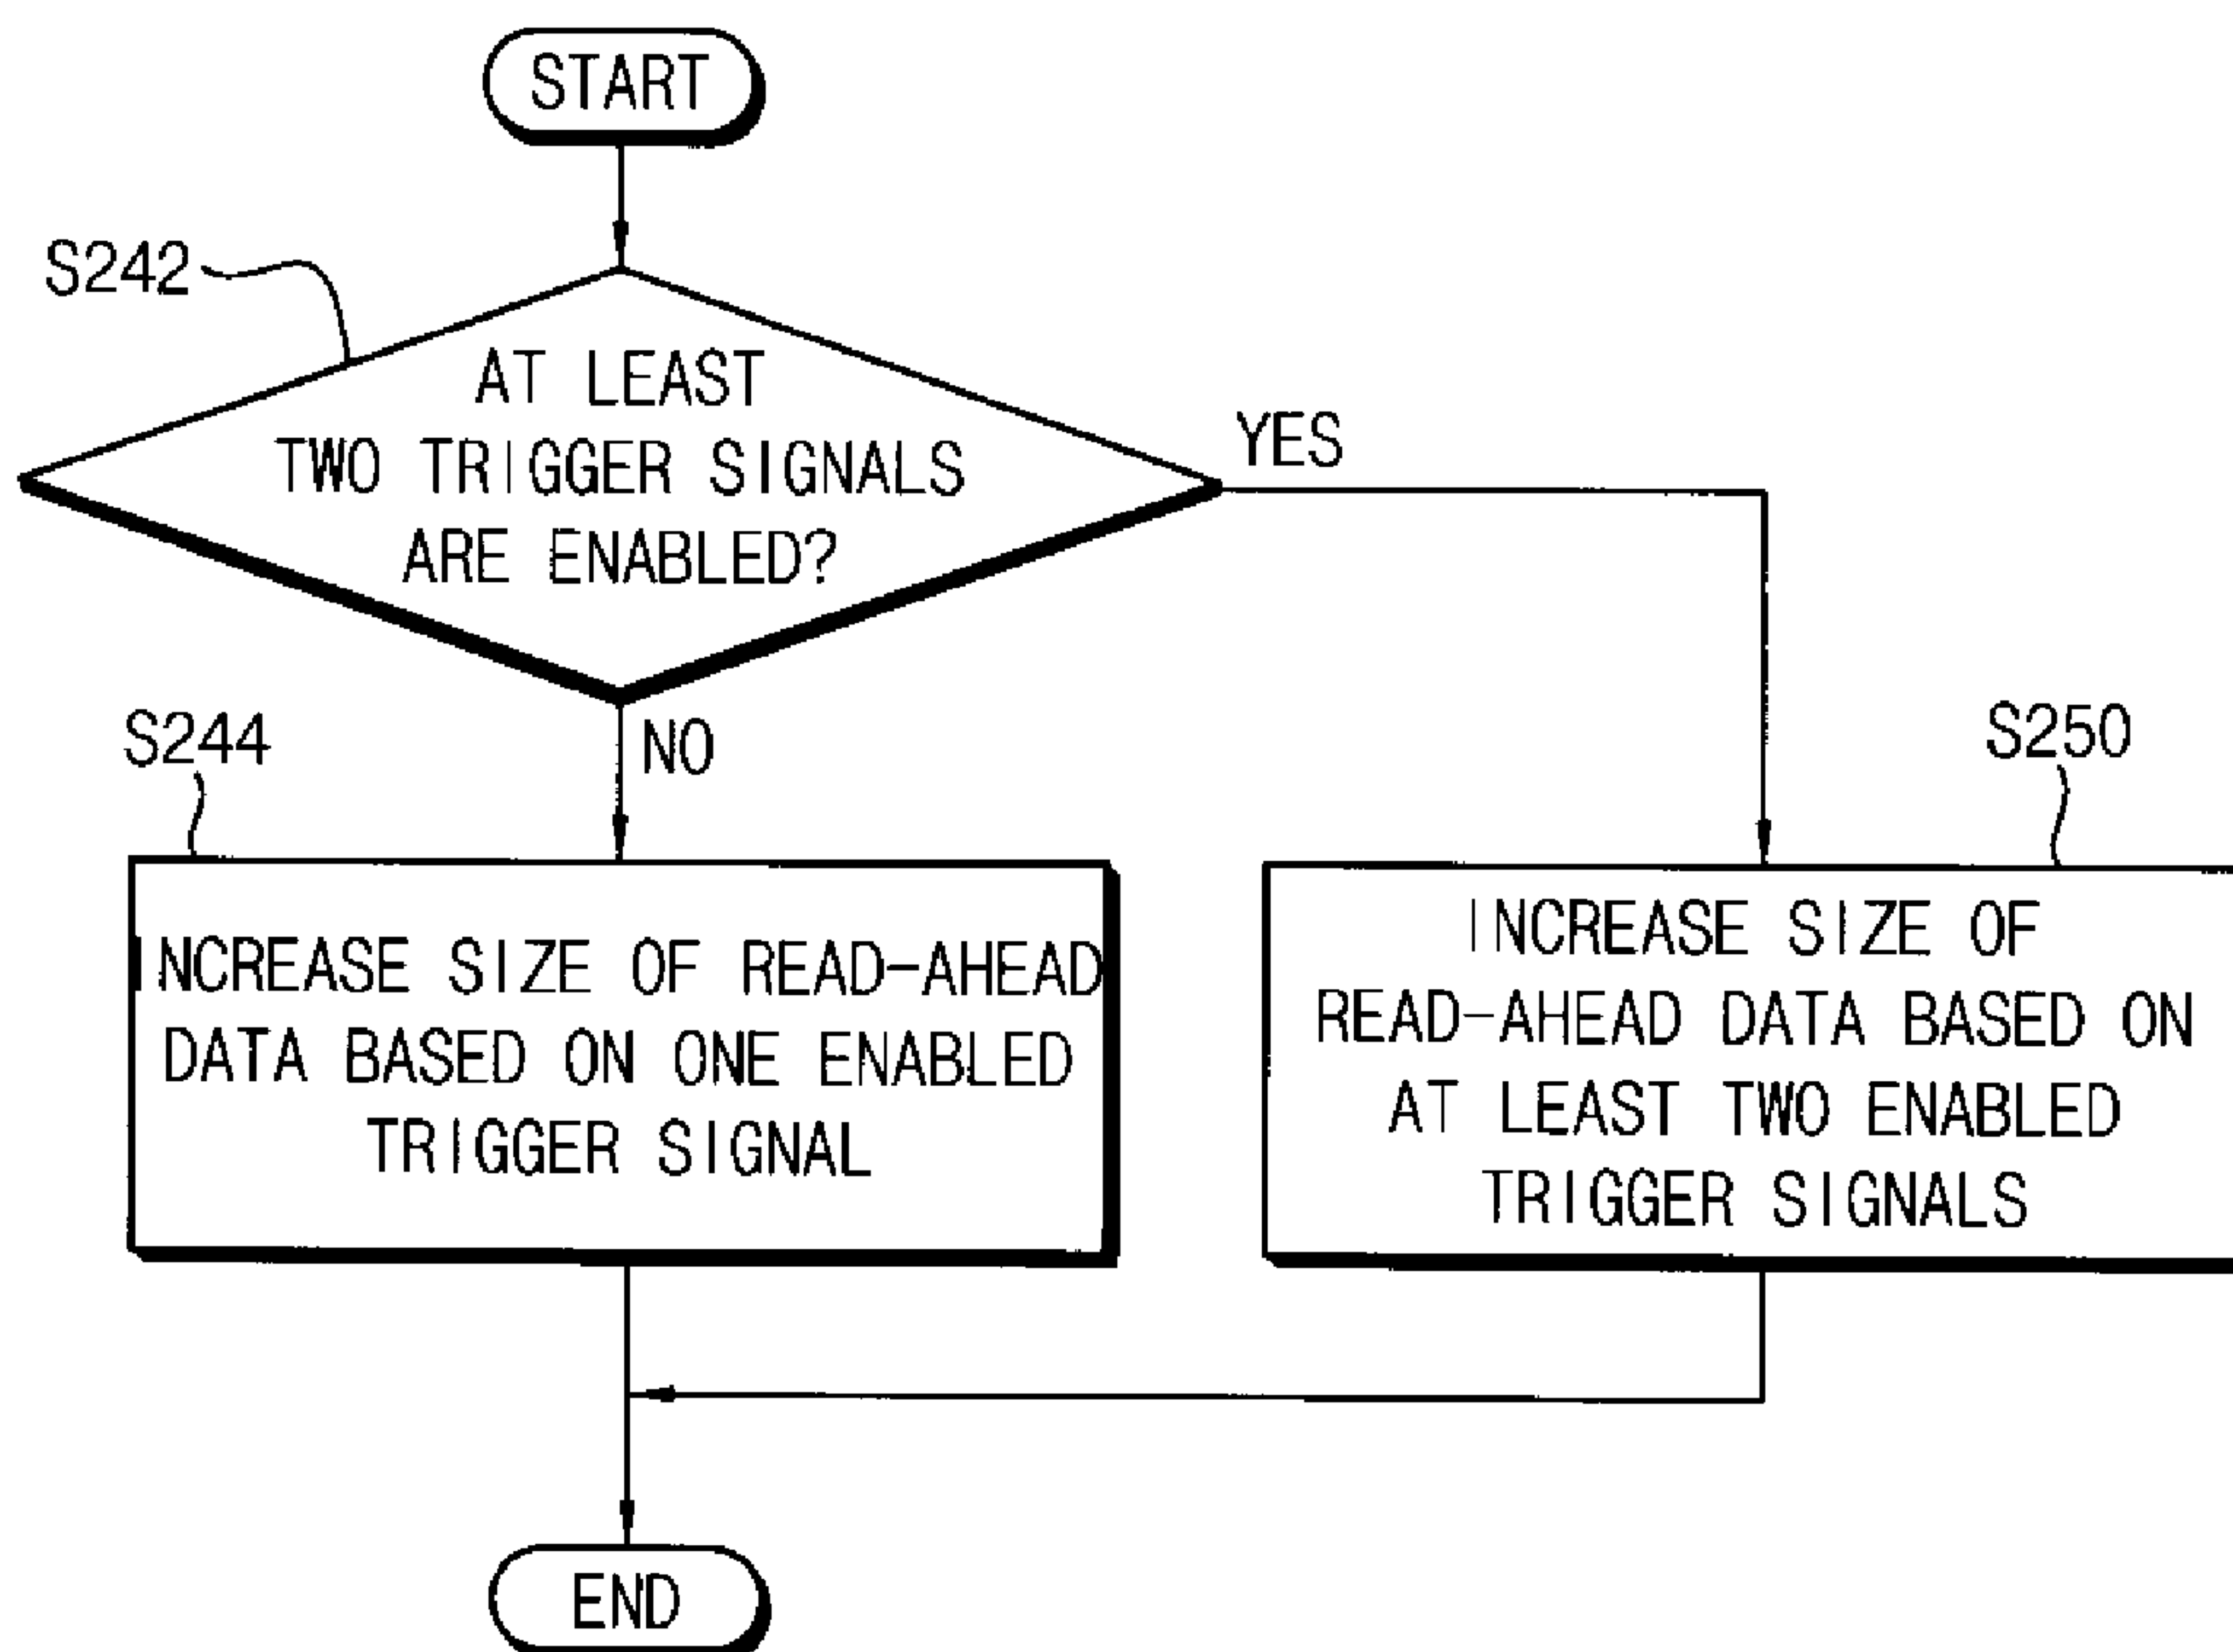 START
S242
AT LEAST
TWO TRIGGER SIGNALS
ARE ENABLED?
YES
NO
S244
INCREASE SIZE OF READ-AHEAD
DATA BASED ON ONE ENABLED
TRIGGER SIGNAL
S250
INCREASE SIZE OF
READ-AHEAD DATA BASED ON
AT LEAST TWO ENABLED
TRIGGER SIGNALS
END